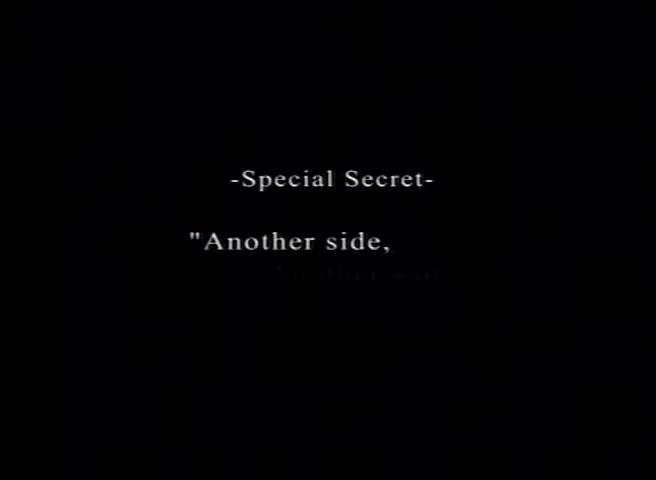 -Special Secret-
"Another side,